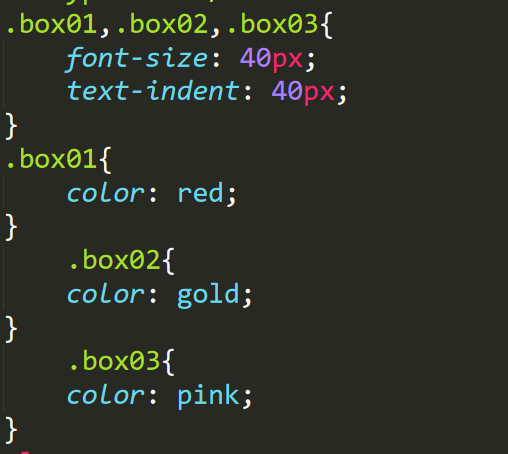 .box01,.box02,.box03{
    font-size: 40px;
    text-indent: 40px;
}
.box01{
    color: red;
}
    .box02{
    color: gold;
}
    .box03{
    color: pink;
}